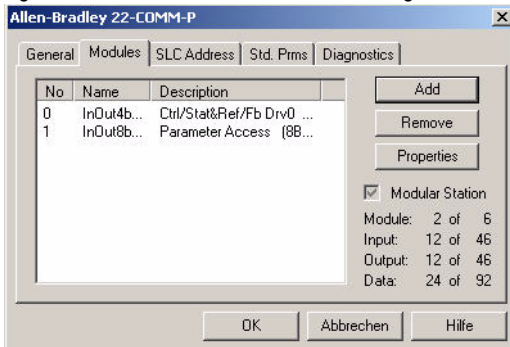 Allen-Bradley 22-COMM-P
General Modules SLC Address Std. Prms Diagnostics
No Name Description
0 InOut4b... Ctrl/Stat&Ref/Fb Drv0 ...
1 InOut8b... Parameter Access (8B...
Add
Remove
Properties
Modular Station
Module: 2 of 6
Input: 12 of 46
Output: 12 of 46
Data: 24 of 92
OK Abbrechen Hilfe